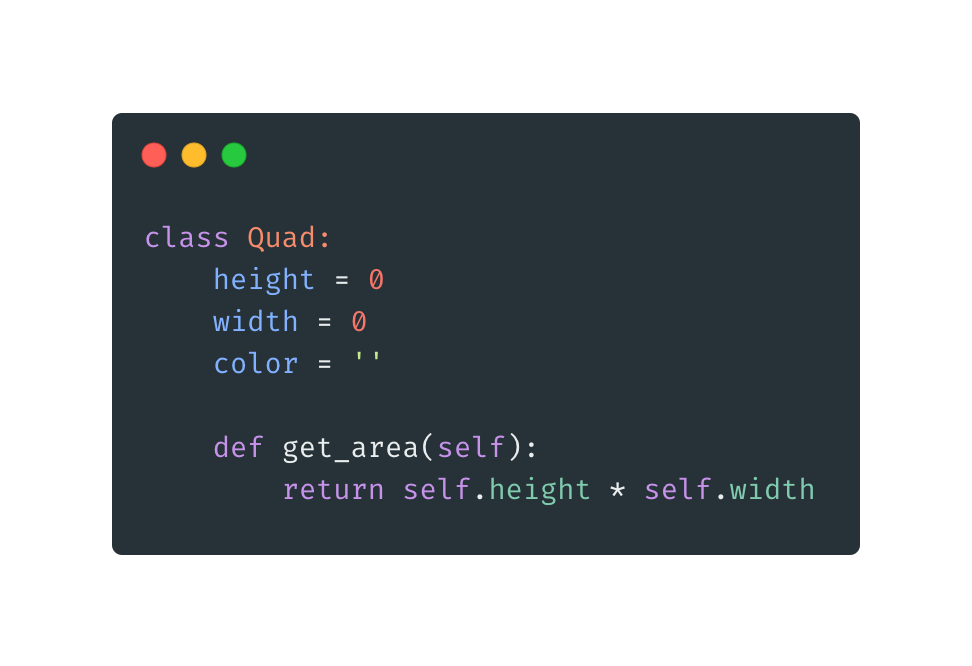 class Quad:
    height = 0
    width = 0
    color = ''

    def get_area(self):
        return self.height * self.width